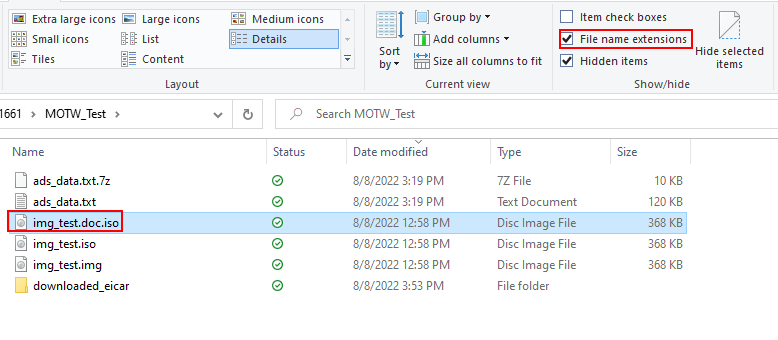 Extra large icons Large icons Medium icons
Small icons List Details
Tiles Content
Layout
Sort by
Group by
Add columns
Size all columns to fit
Current view
Item check boxes
File name extensions
Hidden items
Hide selected items
Show/hide
1661 > MOTW_Test >
Search MOTW_Test
Name Status Date modified Type Size
ads_data.txt.7z 8/8/2022 3:19 PM 7Z File 10 KB
ads_data.txt 8/8/2022 3:19 PM Text Document 120 KB
img_test.doc.iso 8/8/2022 12:58 PM Disc Image File 368 KB
img_test.iso 8/8/2022 12:58 PM Disc Image File 368 KB
img_test.img 8/8/2022 12:58 PM Disc Image File 368 KB
downloaded_eicar 8/8/2022 3:53 PM File folder